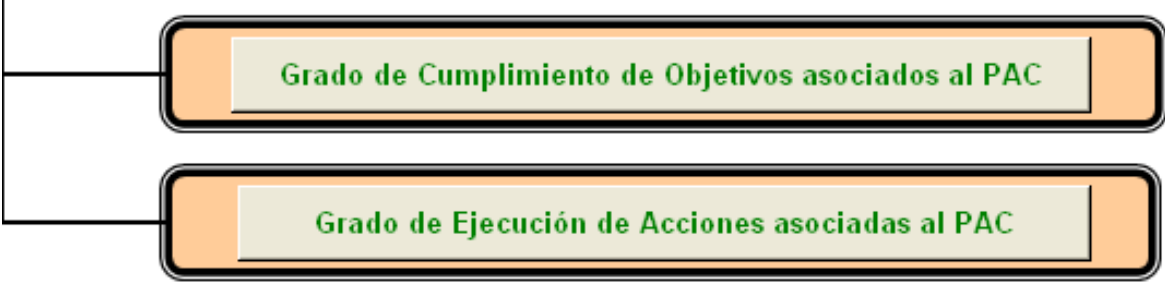 Grado de Cumplimiento de Objetivos asociados al PAC
Grado de Ejecución de Acciones asociadas al PAC